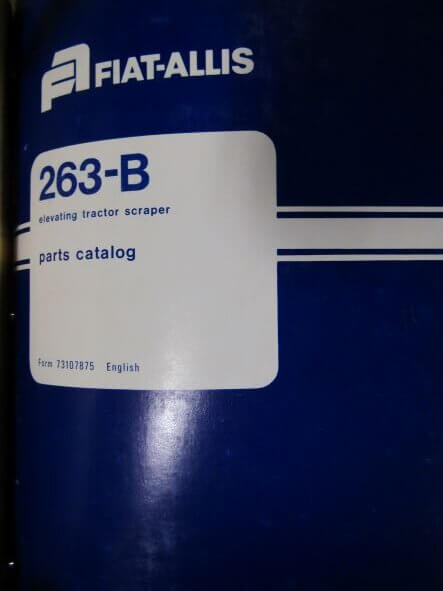 FIAT-ALLIS
263-B
elevating tractor scraper
parts catalog
Form 73107875 English